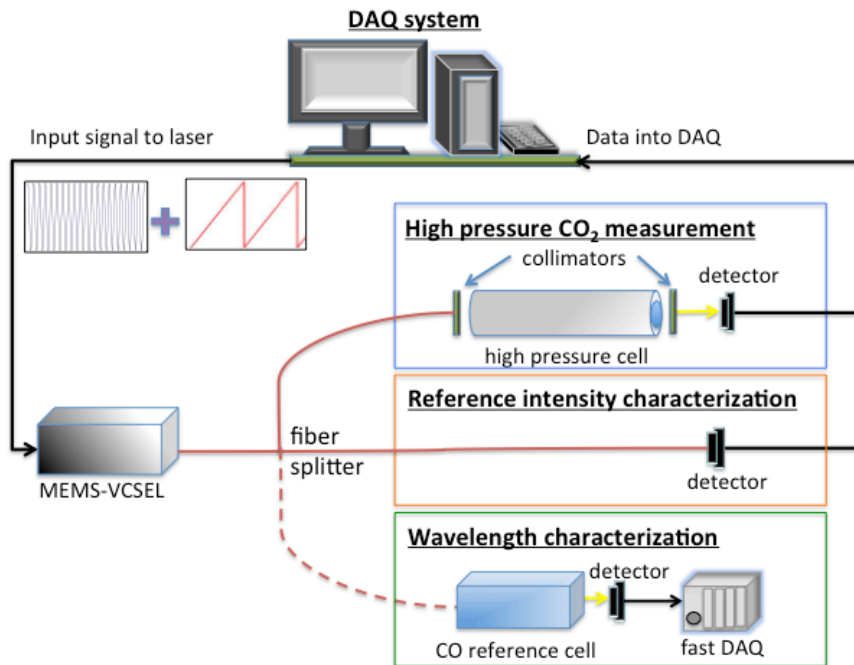 DAQ system
Input signal to laser
Data into DAQ
High pressure CO₂ measurement
collimators
detector
high pressure cell
Reference intensity characterization
fiber
splitter
detector
MEMS-VCSEL
Wavelength characterization
detector
CO reference cell
fast DAQ